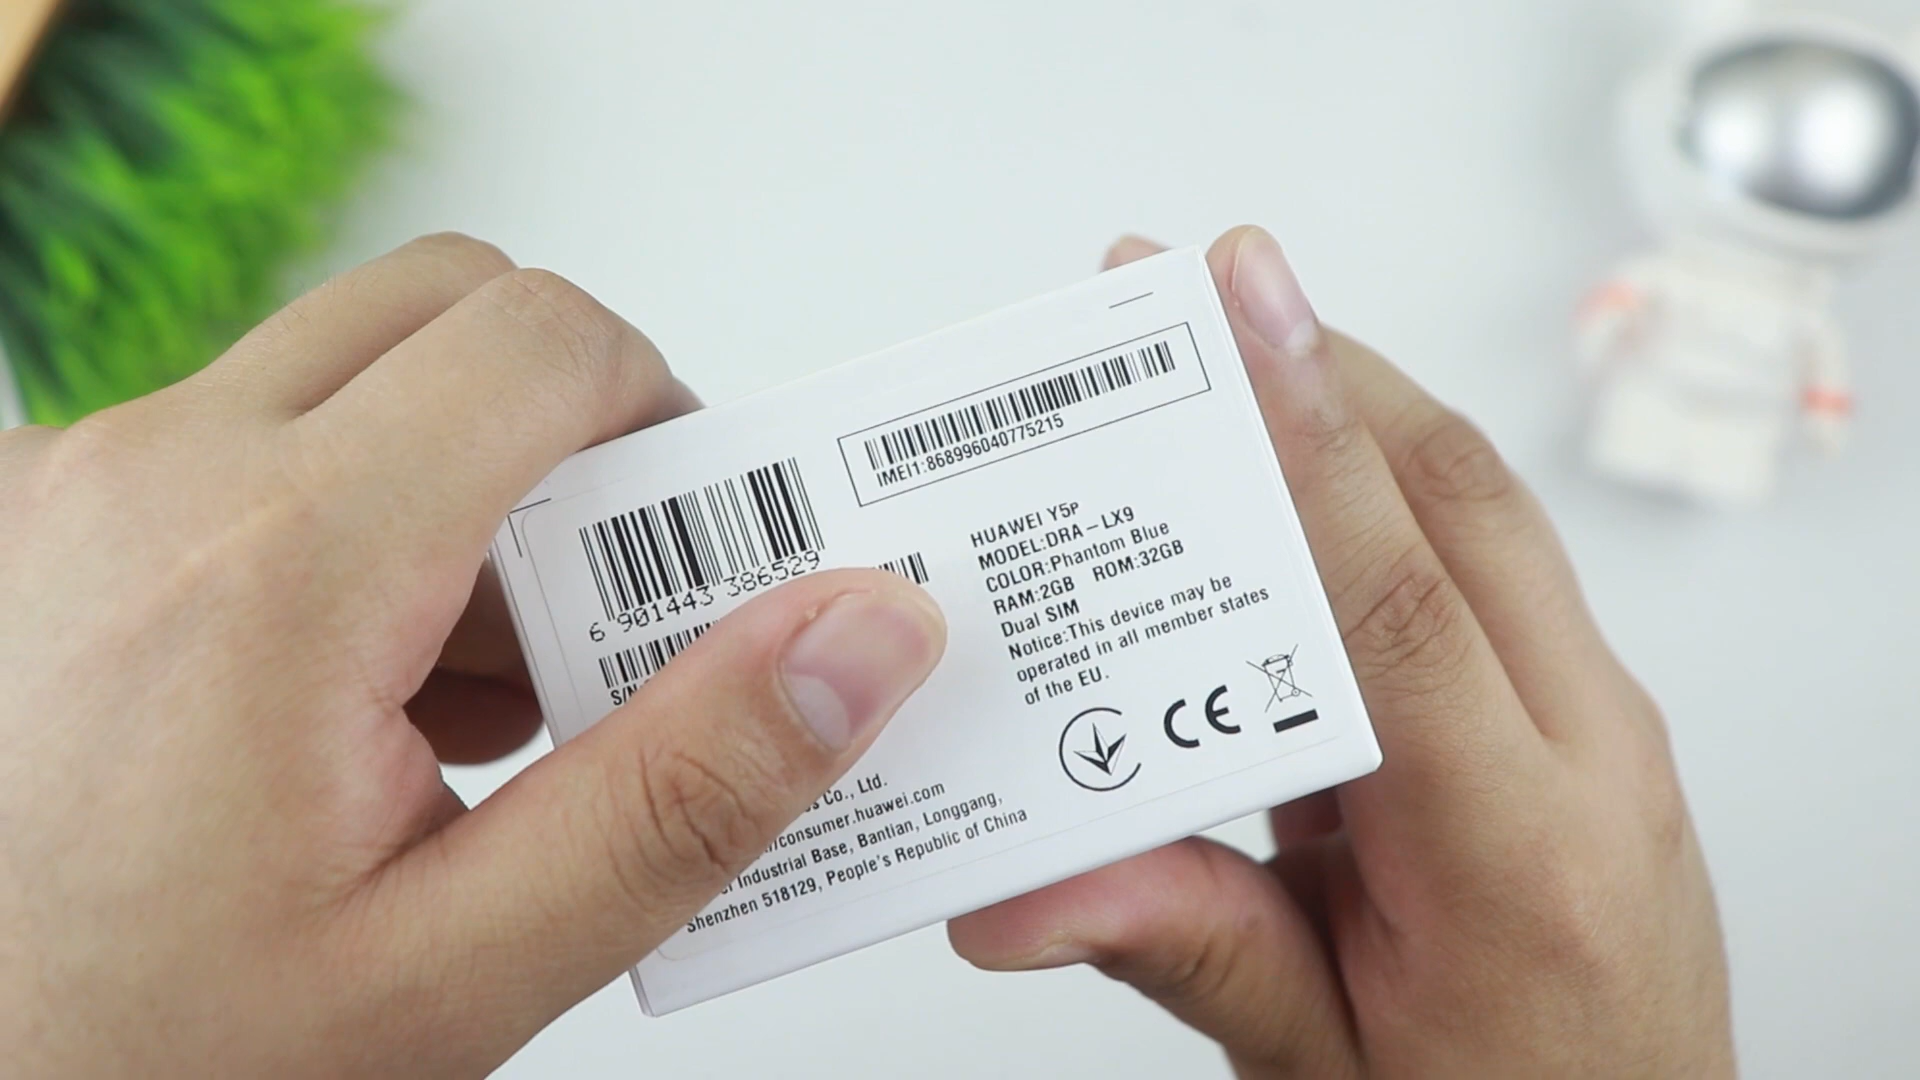 IMEI1:868996040775215
6 901443 386529
S/N
HUAWEI Y5p
MODEL:DRA-LX9
COLOR:Phantom Blue
RAM:2GB ROM:32GB
Dual SIM
Notice:This device may be
operated in all member states
of the EU.
CE
Co., Ltd.
consumer.huawei.com
Industrial Base, Bantian, Longgang,
Shenzhen 518129, People's Republic of China